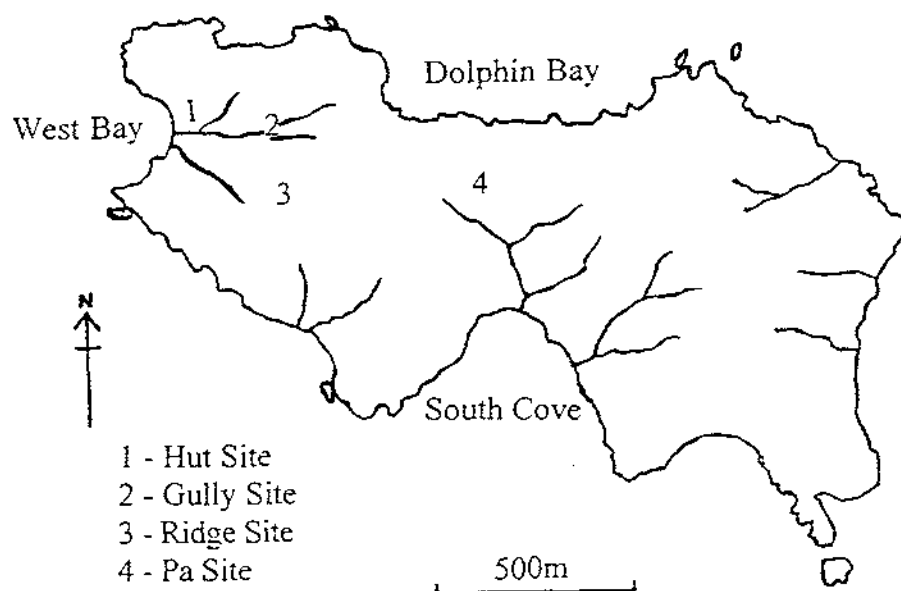 Dolphin Bay
West Bay
1
2
3
4
N
South Cove
1 - Hut Site
2 - Gully Site
3 - Ridge Site
4 - Pa Site
500m